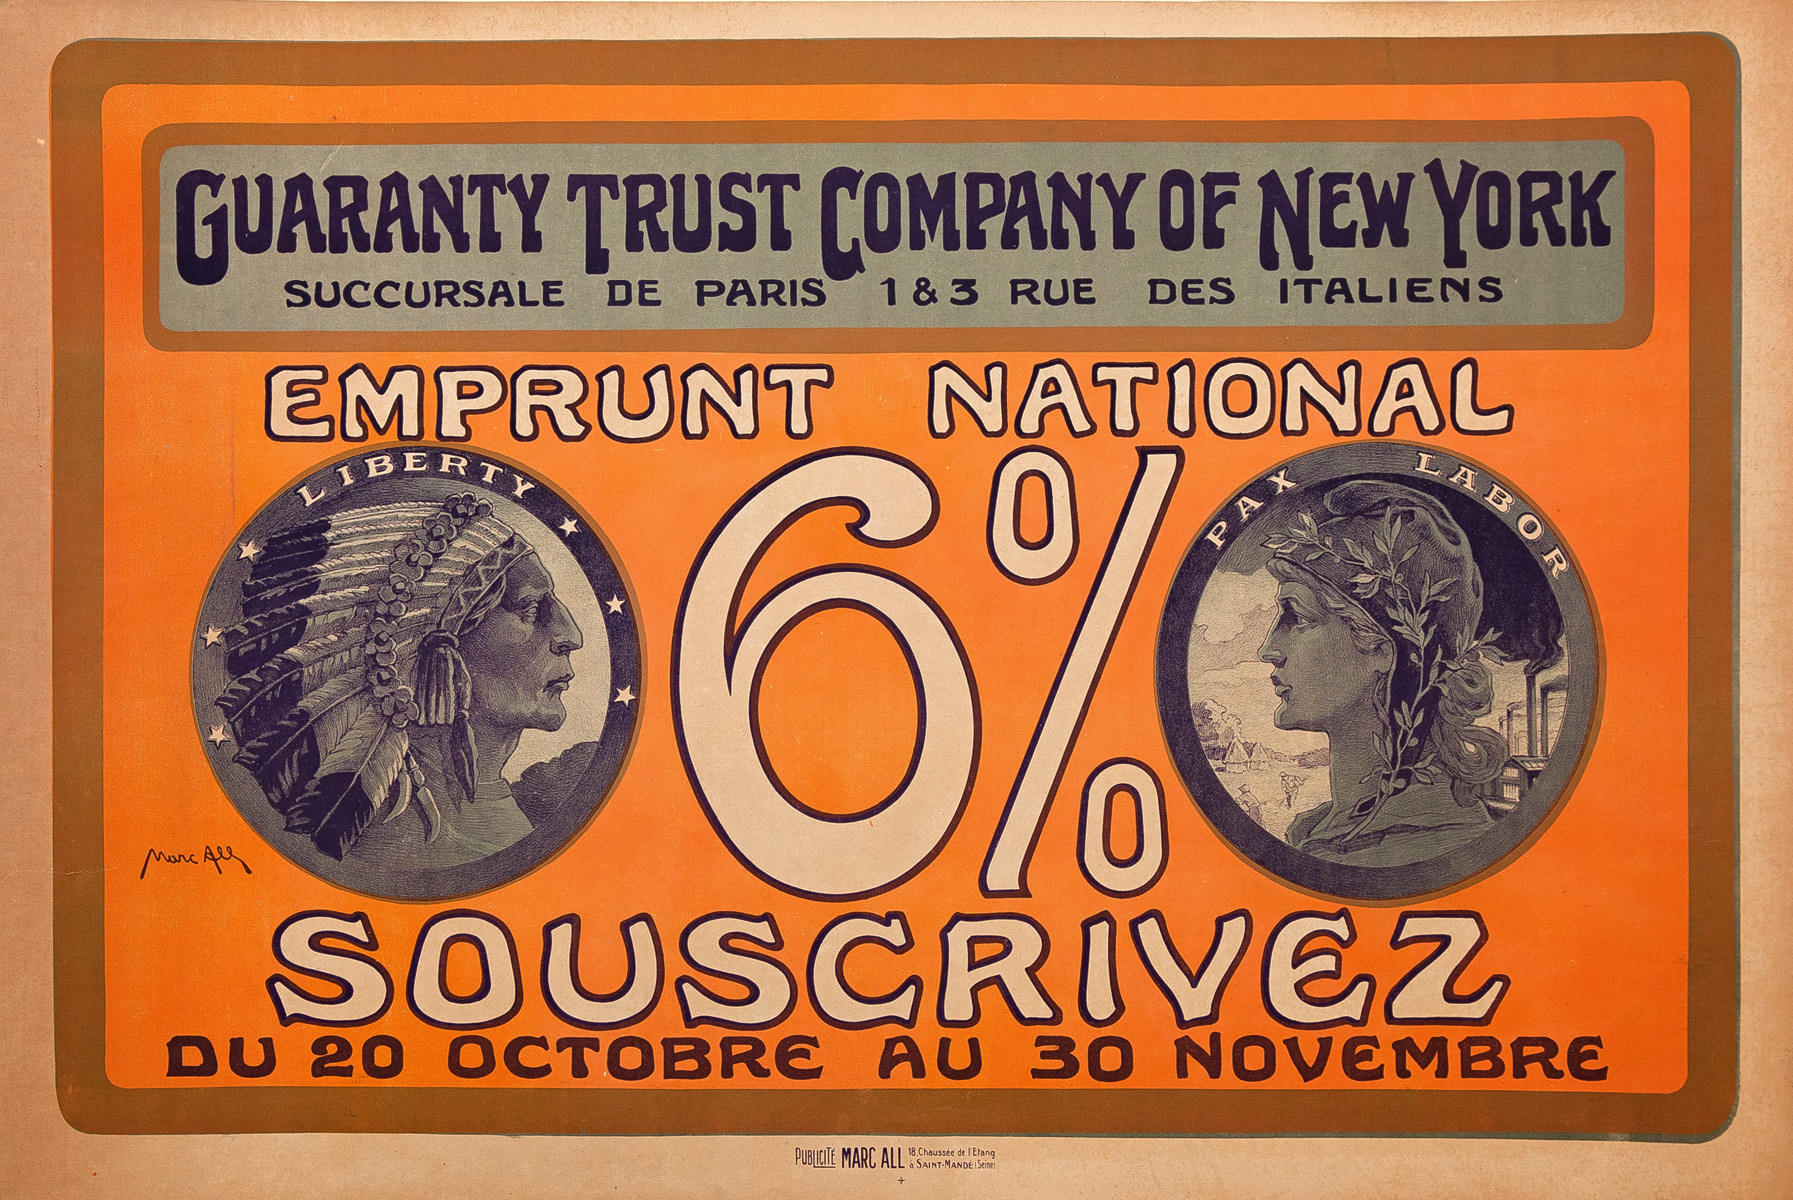 GUARANTY TRUST COMPANY OF NEW YORK
SUCCURSALE DE PARIS 1 & 3 RUE DES ITALIENS
EMPRUNT NATIONAL
LIBERTY
6%
PAX LABOR
Marc All
SOUSCRIVEZ
DU 20 OCTOBRE AU 30 NOVEMBRE
PUBLICITÉ MARC ALL 18, Chaussée de l'Etang
à SAINT-MANDÉ (Seine)